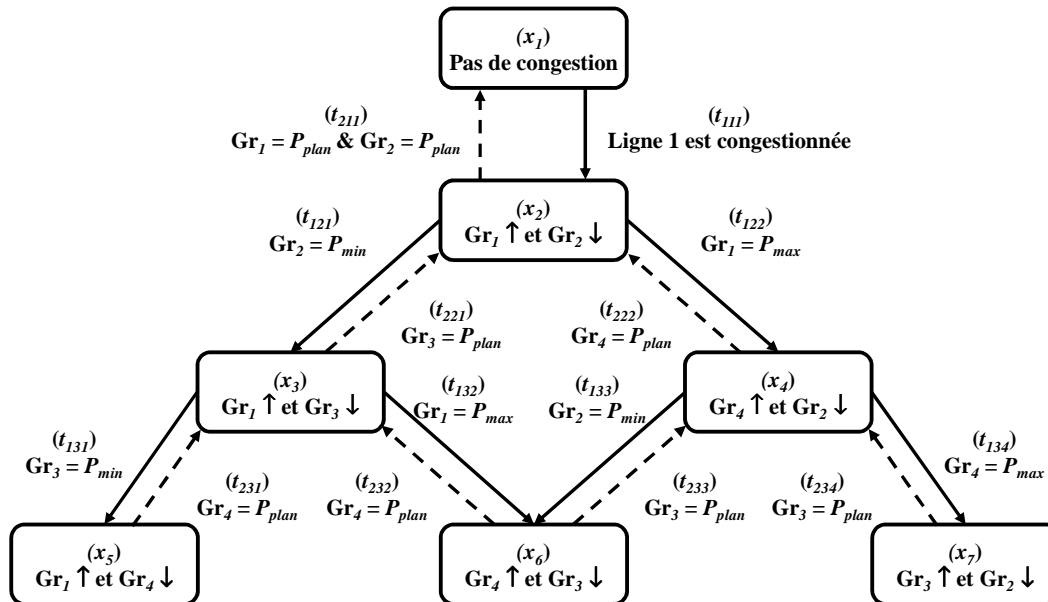 (x1)
Pas de congestion
(t211)
Gr1 = Pplan & Gr2 = Pplan
(t111)
Ligne 1 est congestionnée
(x2)
Gr1 ↑ et Gr2 ↓
(t121)
Gr2 = Pmin
(t122)
Gr1 = Pmax
(t221)
Gr3 = Pplan
(t222)
Gr4 = Pplan
(x3)
Gr1 ↑ et Gr3 ↓
(t132)
Gr1 = Pmax
(t133)
Gr2 = Pmin
(x4)
Gr4 ↑ et Gr2 ↓
(t131)
Gr3 = Pmin
(t231)
Gr4 = Pplan
(t232)
Gr4 = Pplan
(t233)
Gr3 = Pplan
(t234)
Gr3 = Pplan
(t134)
Gr4 = Pmax
(x5)
Gr1 ↑ et Gr4 ↓
(x6)
Gr4 ↑ et Gr3 ↓
(x7)
Gr3 ↑ et Gr2 ↓